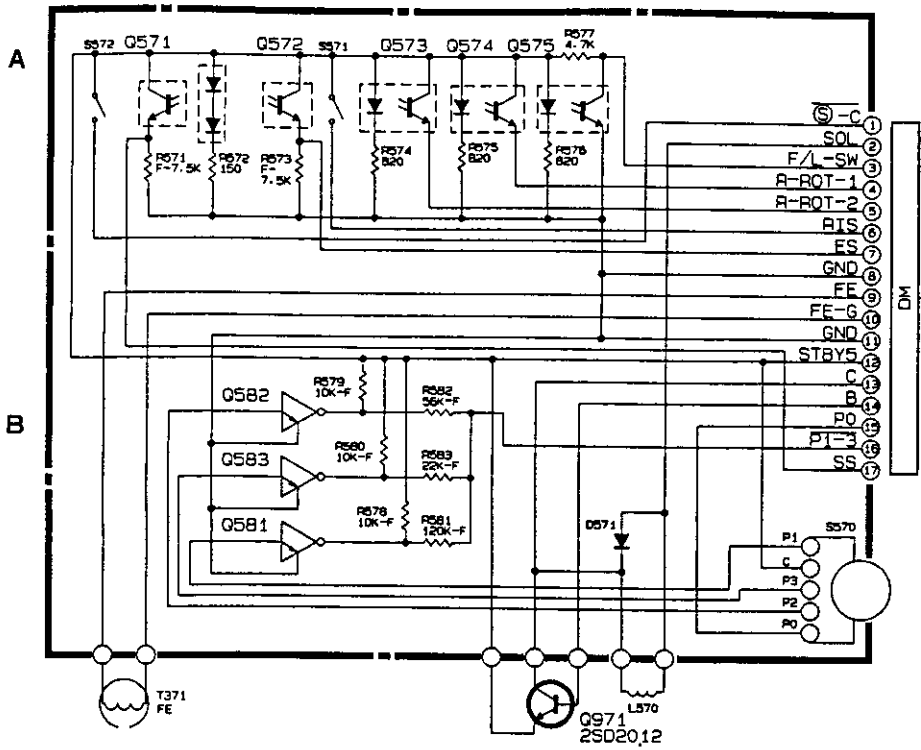 A
B
S572
Q571
Q572
S571
Q573
Q574
Q575
R577
4.7K
R571
F-7.5K
R572
150
R573
F-
7.5K
R574
820
R575
820
R576
820
Ⓢ-C 1
SOL 2
F/L-SW 3
R-ROT-1 4
R-ROT-2 5
AIS 6
ES 7
GND 8
FE 9
FE-G 10
GND 11
STBY5 12
C 13
B 14
P0 15
P1-3 16
SS 17
DM
Q582
R579
10K-F
R582
56K-F
Q583
R580
10K-F
R583
22K-F
Q581
R578
10K-F
R581
120K-F
D571
S570
P1
C
P3
P2
P0
T371
FE
Q971
2SD2012
L570